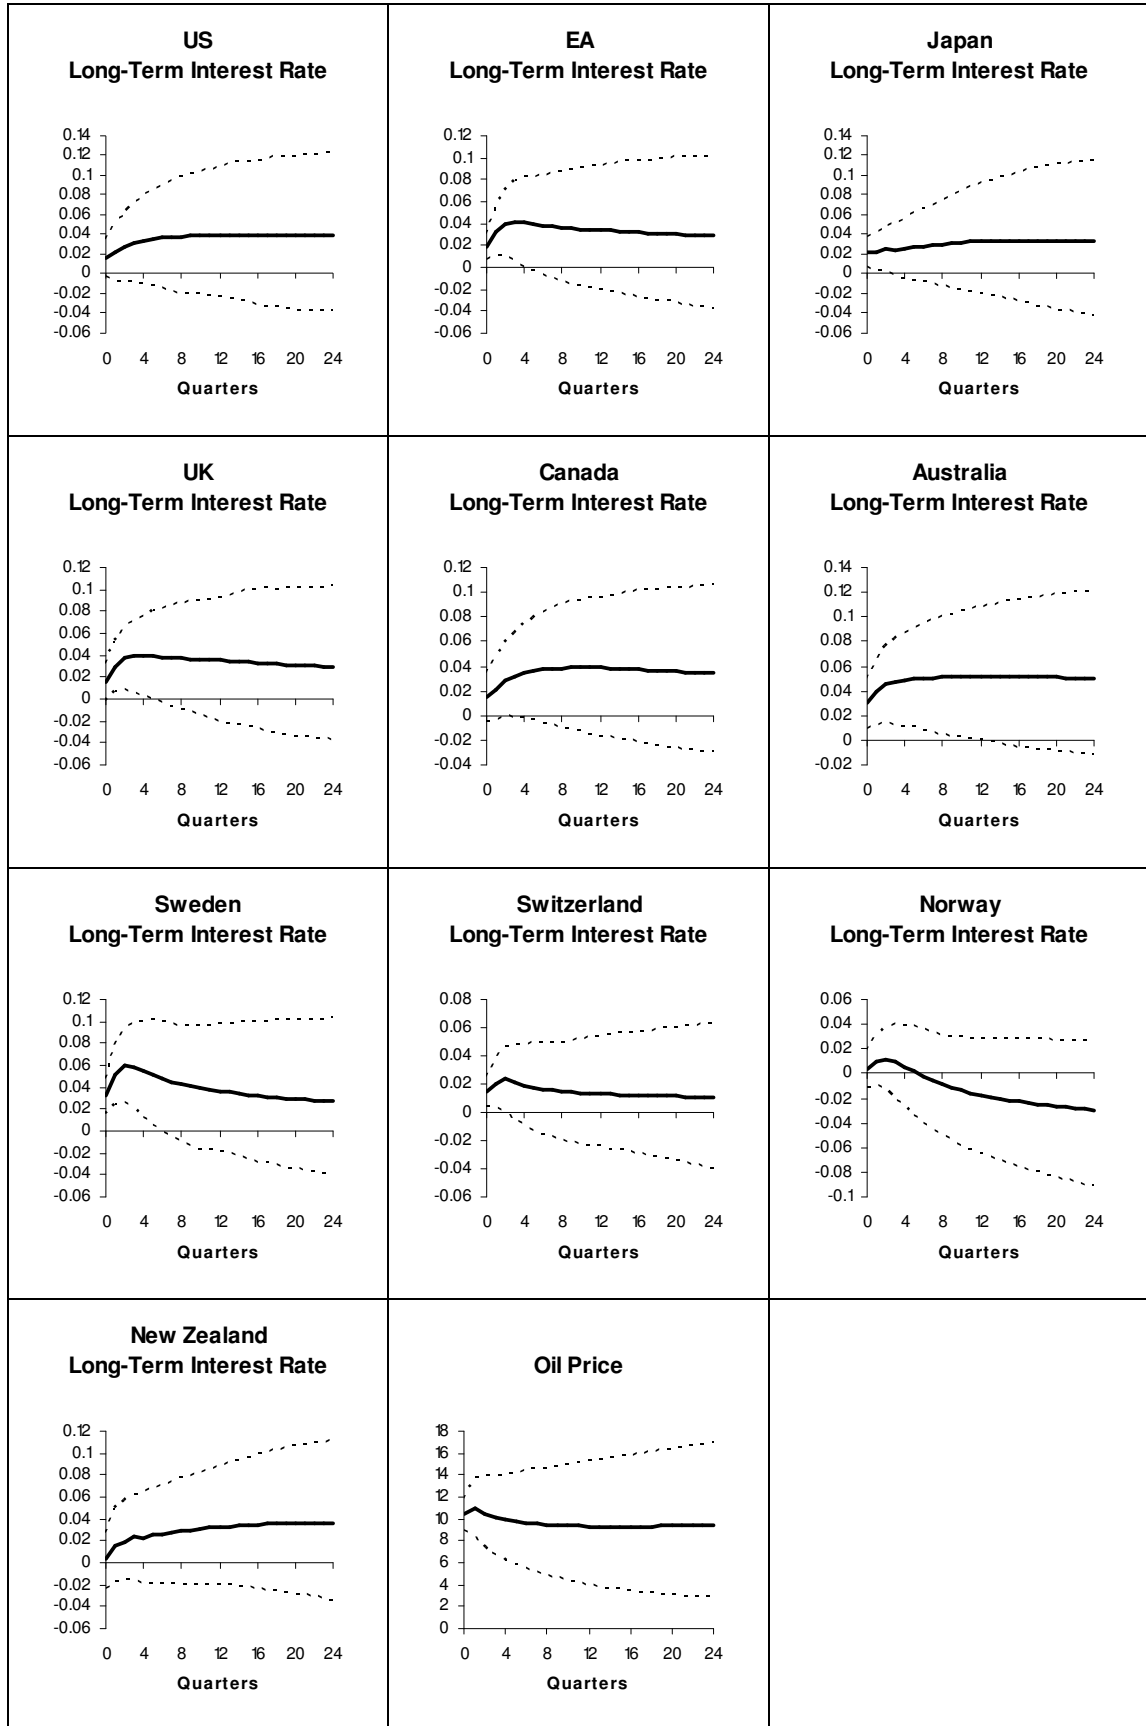 US
Long-Term Interest Rate
0.14
0.12
0.1
0.08
0.06
0.04
0.02
0
-0.02
-0.04
-0.06
0 4 8 12 16 20 24
Quarters
EA
Long-Term Interest Rate
0.12
0.1
0.08
0.06
0.04
0.02
0
-0.02
-0.04
-0.06
0 4 8 12 16 20 24
Quarters
Japan
Long-Term Interest Rate
0.14
0.12
0.1
0.08
0.06
0.04
0.02
0
-0.02
-0.04
-0.06
0 4 8 12 16 20 24
Quarters
UK
Long-Term Interest Rate
0.12
0.1
0.08
0.06
0.04
0.02
0
-0.02
-0.04
-0.06
0 4 8 12 16 20 24
Quarters
Canada
Long-Term Interest Rate
0.12
0.1
0.08
0.06
0.04
0.02
0
-0.02
-0.04
0 4 8 12 16 20 24
Quarters
Australia
Long-Term Interest Rate
0.14
0.12
0.1
0.08
0.06
0.04
0.02
0
-0.02
0 4 8 12 16 20 24
Quarters
Sweden
Long-Term Interest Rate
0.12
0.1
0.08
0.06
0.04
0.02
0
-0.02
-0.04
-0.06
0 4 8 12 16 20 24
Quarters
Switzerland
Long-Term Interest Rate
0.08
0.06
0.04
0.02
0
-0.02
-0.04
-0.06
0 4 8 12 16 20 24
Quarters
Norway
Long-Term Interest Rate
0.06
0.04
0.02
0
-0.02
-0.04
-0.06
-0.08
-0.1
0 4 8 12 16 20 24
Quarters
New Zealand
Long-Term Interest Rate
0.12
0.1
0.08
0.06
0.04
0.02
0
-0.02
-0.04
-0.06
0 4 8 12 16 20 24
Quarters
Oil Price
18
16
14
12
10
8
6
4
2
0
0 4 8 12 16 20 24
Quarters